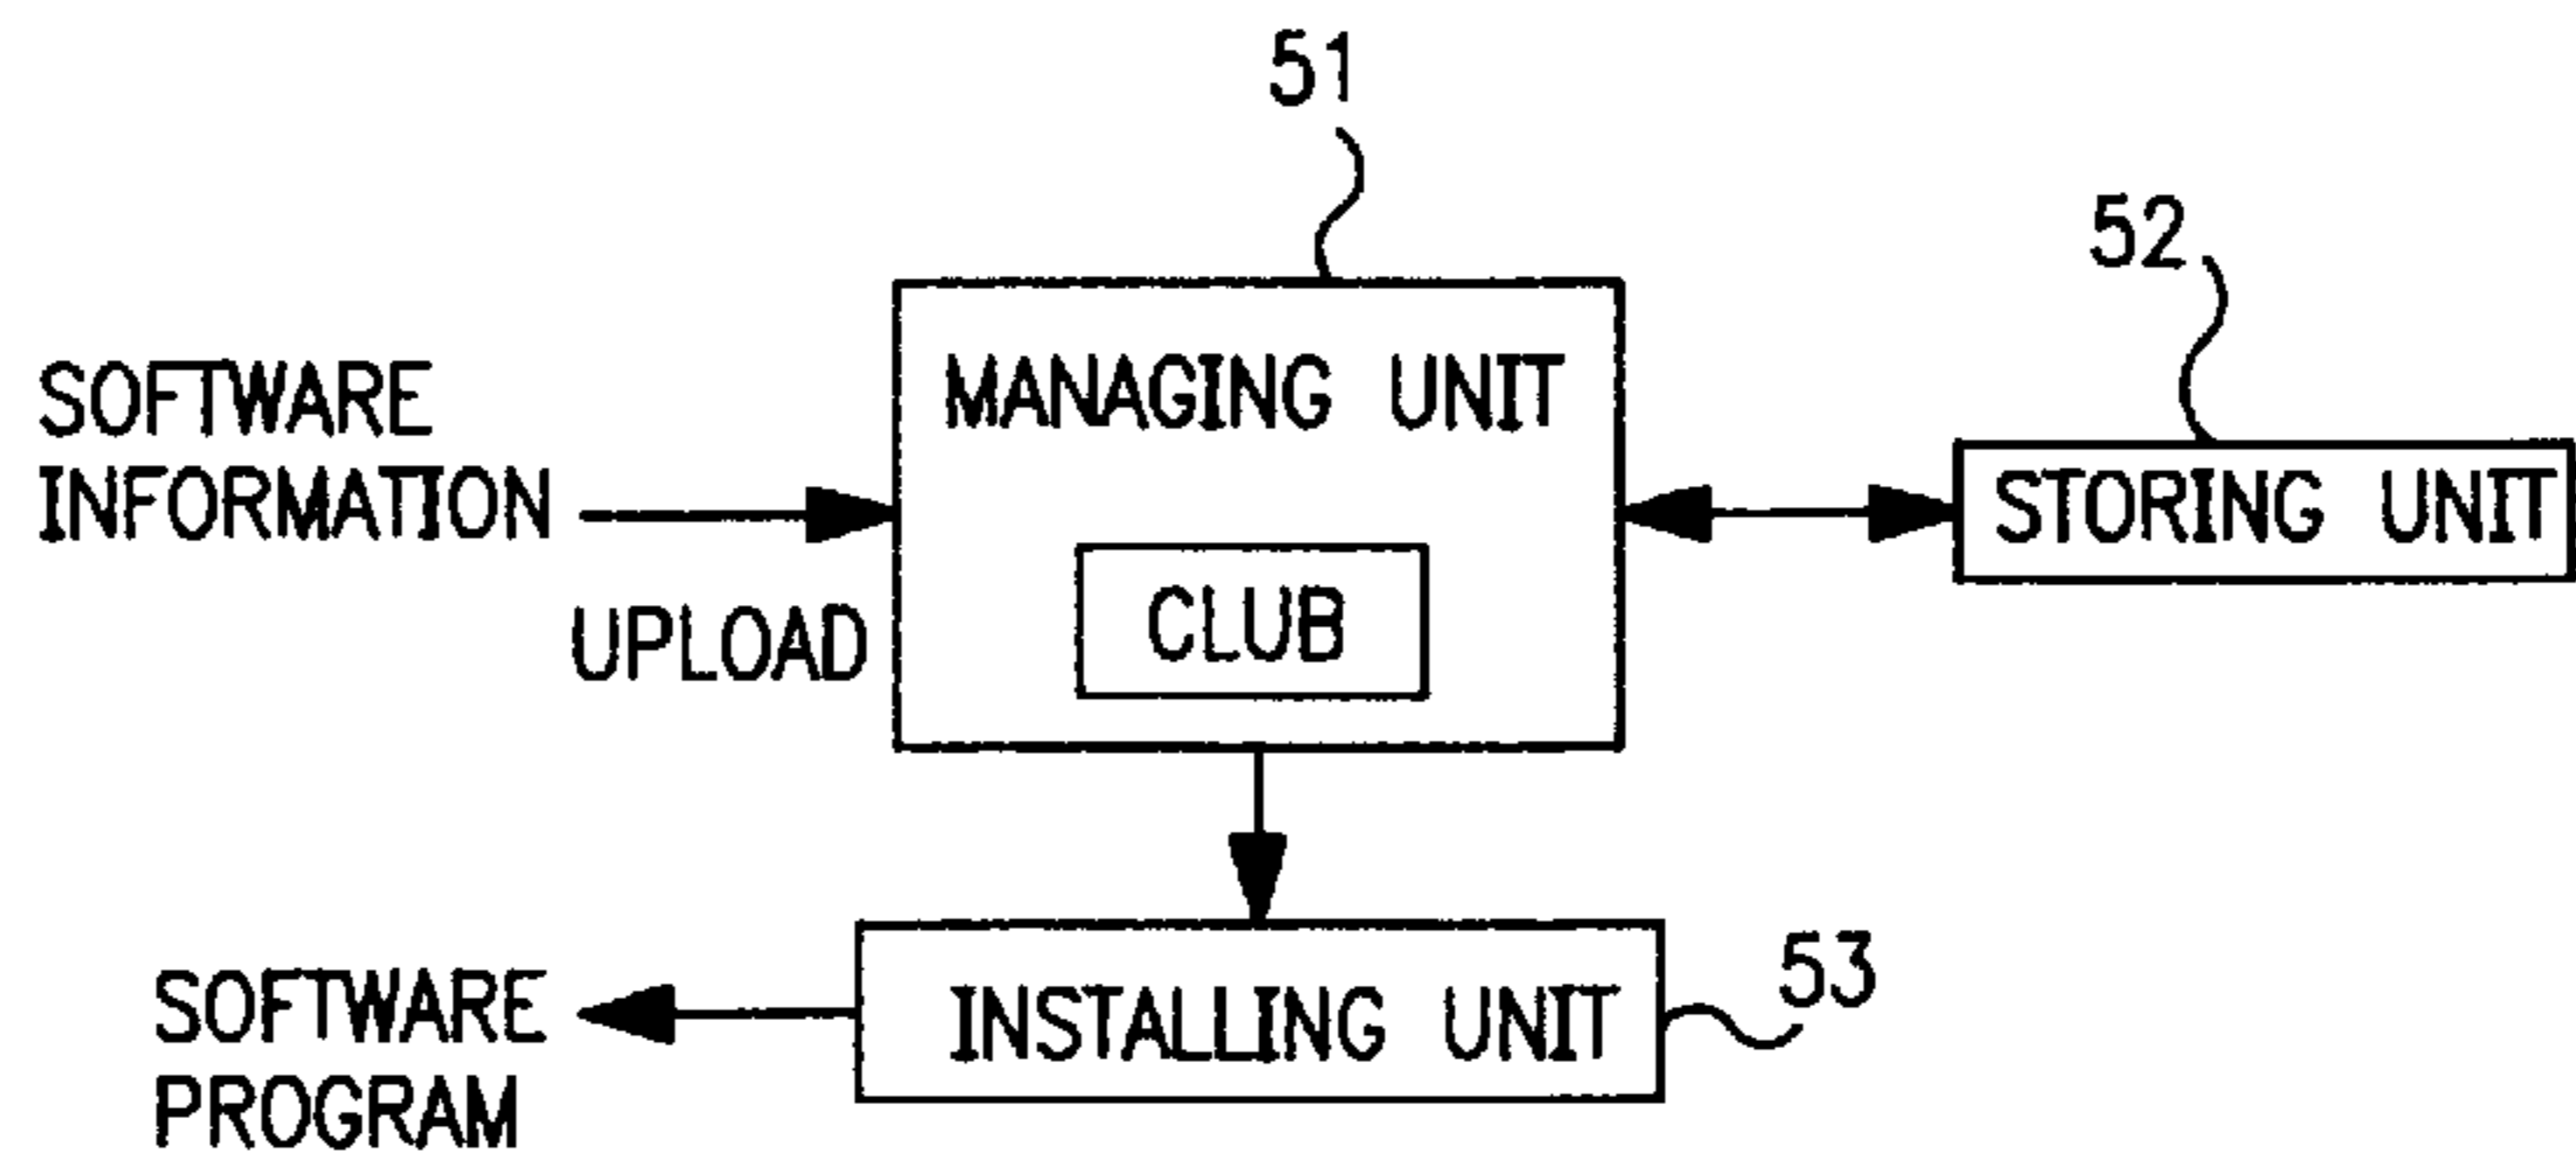 51
52
MANAGING UNIT
SOFTWARE
INFORMATION
STORING UNIT
CLUB
UPLOAD
53
INSTALLING UNIT
SOFTWARE
PROGRAM